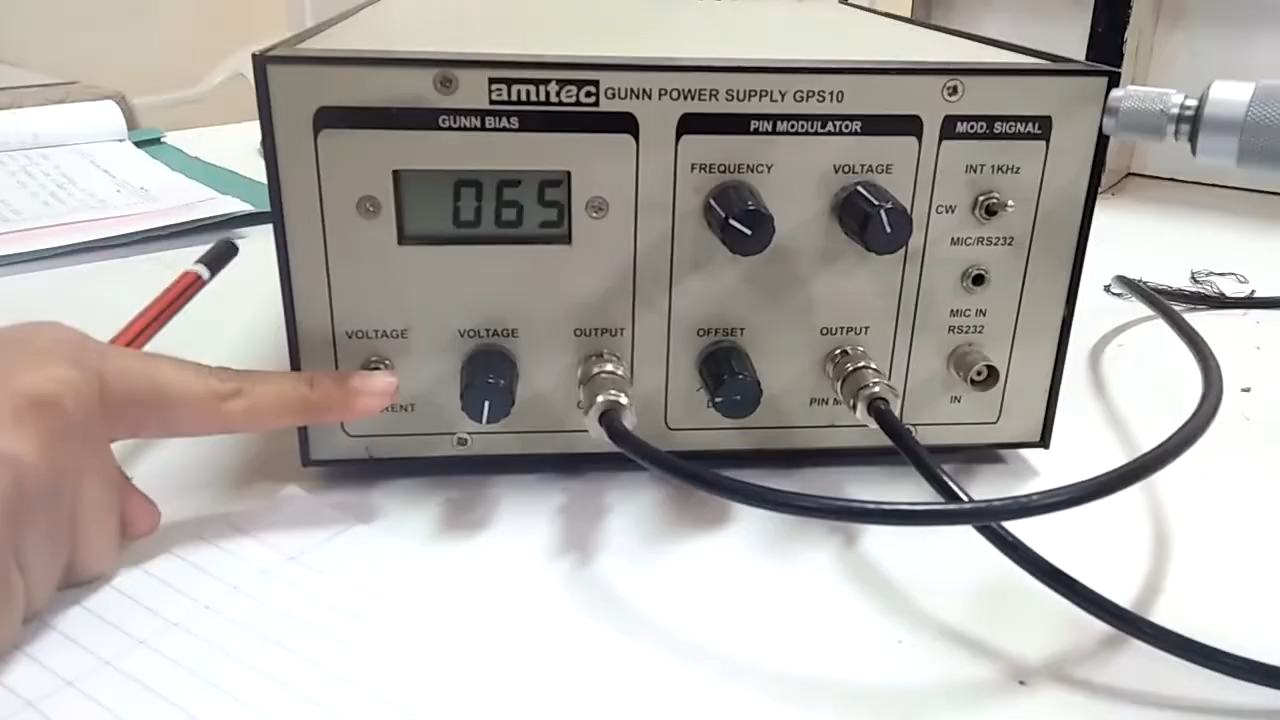 amitec GUNN POWER SUPPLY GPS10
GUNN BIAS
065
VOLTAGE
VOLTAGE
OUTPUT
PIN MODULATOR
FREQUENCY
VOLTAGE
OFFSET
OUTPUT
PIN M
MOD. SIGNAL
INT 1KHz
CW
MIC/RS232
MIC IN
RS232
IN